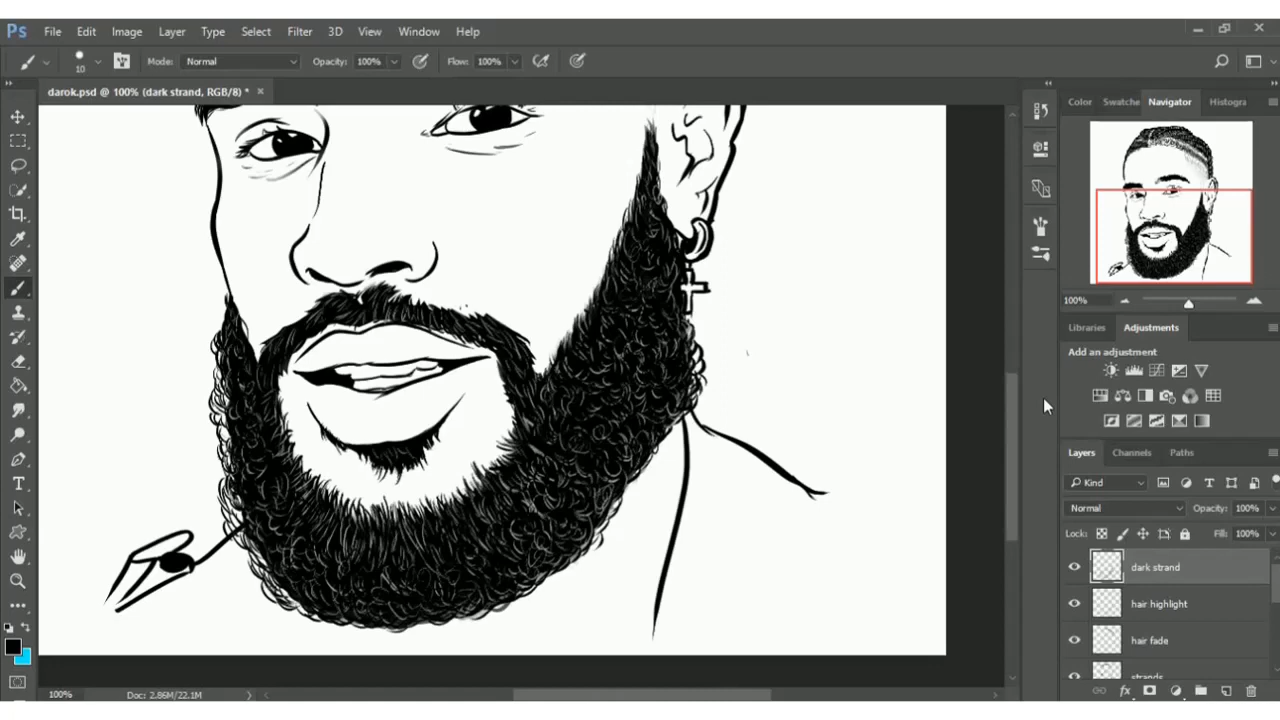 Ps File Edit Image Layer Type Select Filter 3D View Window Help
10 Mode: Normal Opacity: 100% Flow: 100%
darok.psd @ 100% (dark strand, RGB/8) * ×
Color Swatche Navigator Histogra
100%
Libraries Adjustments
Add an adjustment
Layers Channels Paths
Kind
Normal Opacity: 100%
Lock: Fill: 100%
dark strand
hair highlight
hair fade
strands
100% Doc: 2.86M/22.1M